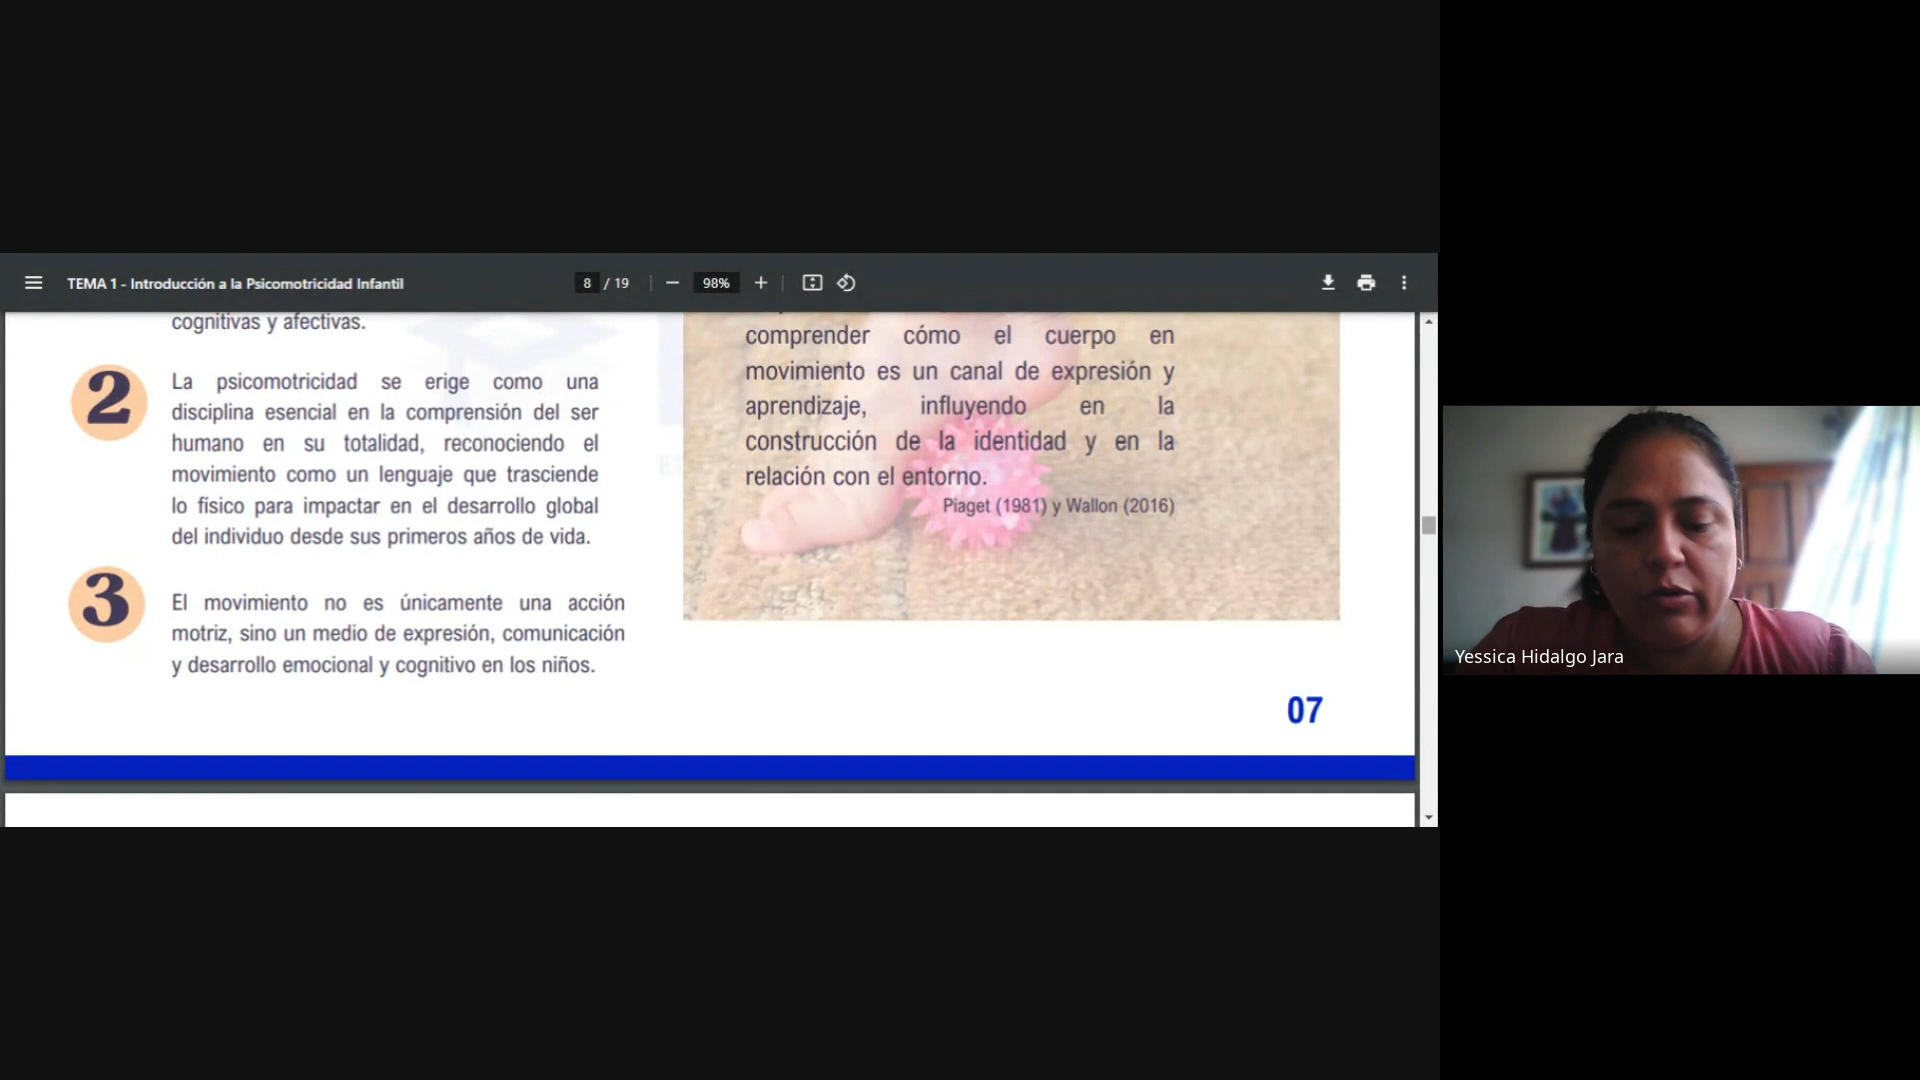 TEMA 1 - Introducción a la Psicomotricidad Infantil
8 / 19
98%
cognitivas y afectivas.
2
La psicomotricidad se erige como una
disciplina esencial en la comprensión del ser
humano en su totalidad, reconociendo el
movimiento como un lenguaje que trasciende
lo físico para impactar en el desarrollo global
del individuo desde sus primeros años de vida.
3
El movimiento no es únicamente una acción
motriz, sino un medio de expresión, comunicación
y desarrollo emocional y cognitivo en los niños.
comprender cómo el cuerpo en
movimiento es un canal de expresión y
aprendizaje, influyendo en la
construcción de la identidad y en la
relación con el entorno.
Piaget (1981) y Wallon (2016)
07
Yessica Hidalgo Jara